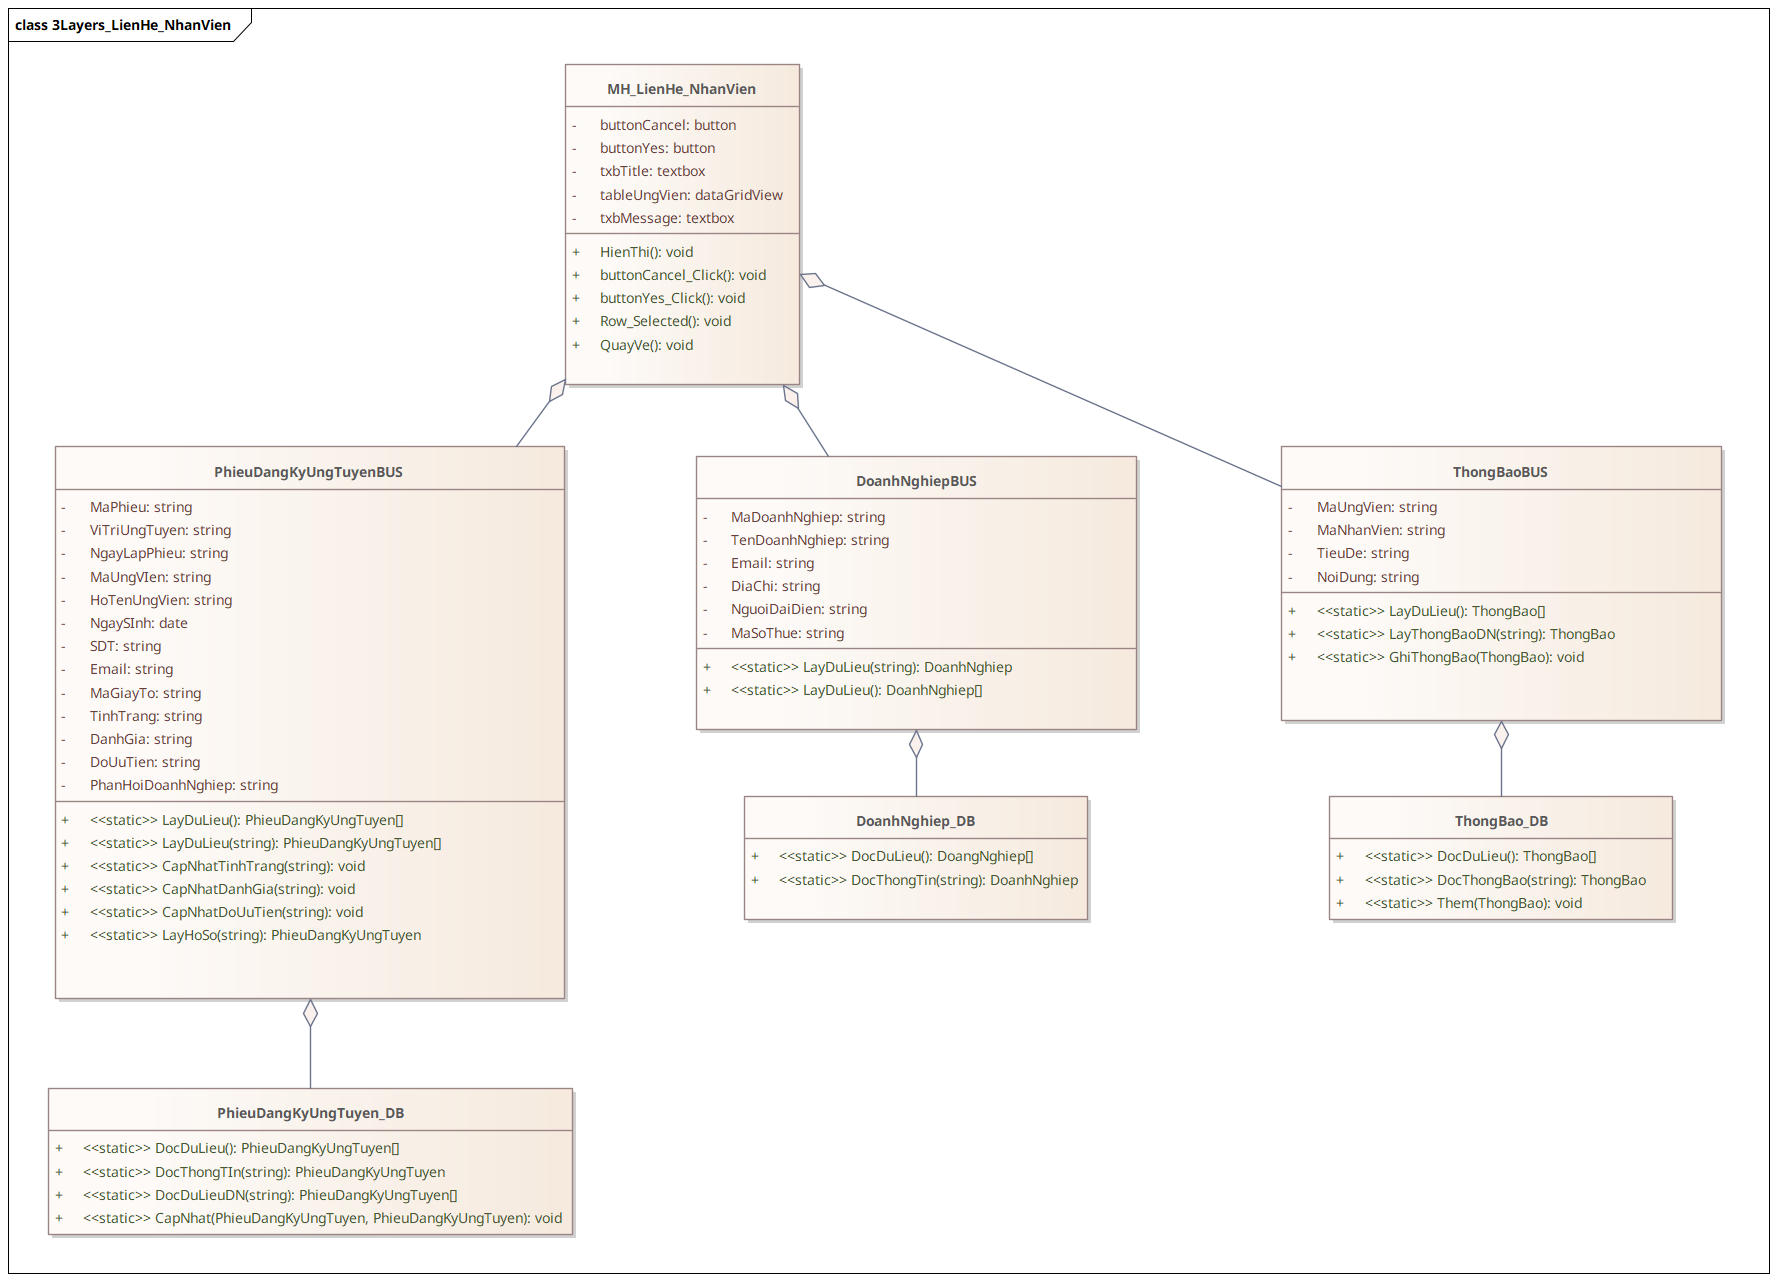 class 3Layers_LienHe_NhanVien
MH_LienHe_NhanVien
- buttonCancel: button
- buttonYes: button
- txbTitle: textbox
- tableUngVien: dataGridView
- txbMessage: textbox
+ HienThi(): void
+ buttonCancel_Click(): void
+ buttonYes_Click(): void
+ Row_Selected(): void
+ QuayVe(): void
PhieuDangKyUngTuyenBUS
- MaPhieu: string
- ViTriUngTuyen: string
- NgayLapPhieu: string
- MaUngVIen: string
- HoTenUngVien: string
- NgaySInh: date
- SDT: string
- Email: string
- MaGiayTo: string
- TinhTrang: string
- DanhGia: string
- DoUuTien: string
- PhanHoiDoanhNghiep: string
+ <<static>> LayDuLieu(): PhieuDangKyUngTuyen[]
+ <<static>> LayDuLieu(string): PhieuDangKyUngTuyen[]
+ <<static>> CapNhatTinhTrang(string): void
+ <<static>> CapNhatDanhGia(string): void
+ <<static>> CapNhatDoUuTien(string): void
+ <<static>> LayHoSo(string): PhieuDangKyUngTuyen
DoanhNghiepBUS
- MaDoanhNghiep: string
- TenDoanhNghiep: string
- Email: string
- DiaChi: string
- NguoiDaiDien: string
- MaSoThue: string
+ <<static>> LayDuLieu(string): DoanhNghiep
+ <<static>> LayDuLieu(): DoanhNghiep[]
ThongBaoBUS
- MaUngVien: string
- MaNhanVien: string
- TieuDe: string
- NoiDung: string
+ <<static>> LayDuLieu(): ThongBao[]
+ <<static>> LayThongBaoDN(string): ThongBao
+ <<static>> GhiThongBao(ThongBao): void
DoanhNghiep_DB
+ <<static>> DocDuLieu(): DoangNghiep[]
+ <<static>> DocThongTin(string): DoanhNghiep
ThongBao_DB
+ <<static>> DocDuLieu(): ThongBao[]
+ <<static>> DocThongBao(string): ThongBao
+ <<static>> Them(ThongBao): void
PhieuDangKyUngTuyen_DB
+ <<static>> DocDuLieu(): PhieuDangKyUngTuyen[]
+ <<static>> DocThongTIn(string): PhieuDangKyUngTuyen
+ <<static>> DocDuLieuDN(string): PhieuDangKyUngTuyen[]
+ <<static>> CapNhat(PhieuDangKyUngTuyen, PhieuDangKyUngTuyen): void